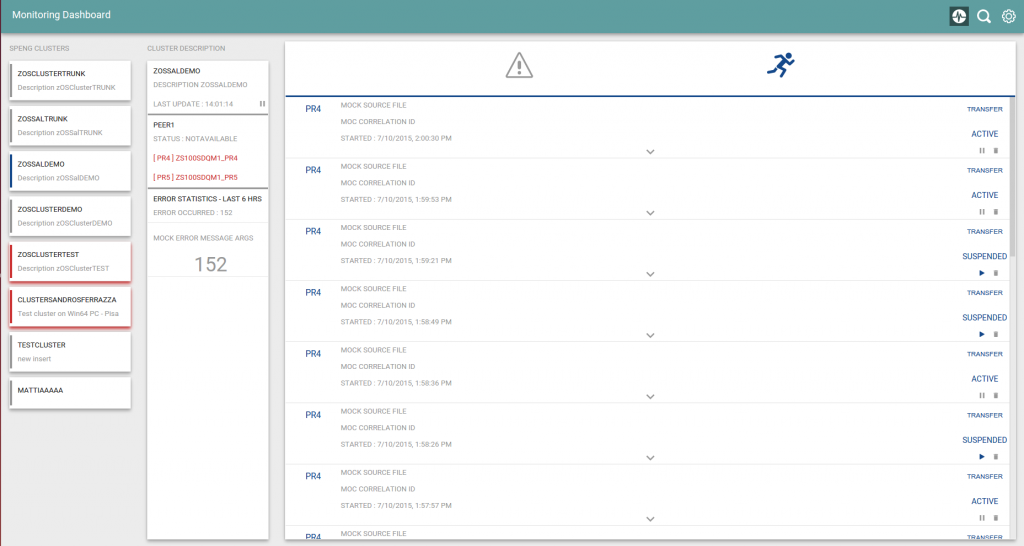 Monitoring Dashboard
SPENG CLUSTERS
ZOSCLUSTERTRUNK
Description zOSClusterTRUNK
ZOSSALTRUNK
Description zOSSalTRUNK
ZOSSALDEMO
Description zOSSalDEMO
ZOSCLUSTERDEMO
Description zOSClusterDEMO
ZOSCLUSTERTEST
Description zOSClusterTEST
CLUSTERSANDROSFERRAZZA
Test cluster on Win64 PC - Pisa
TESTCLUSTER
new insert
MATTIAAAAA
CLUSTER DESCRIPTION
ZOSSALDEMO
DESCRIPTION ZOSSALDEMO
LAST UPDATE : 14:01:14
PEER1
STATUS : NOTAVAILABLE
[ PR4 ] ZS100SDQM1_PR4
[ PR5 ] ZS100SDQM1_PR5
ERROR STATISTICS - LAST 6 HRS
ERROR OCCURRED : 152
MOCK ERROR MESSAGE ARGS
152
PR4
MOCK SOURCE FILE
MOC CORRELATION ID
STARTED : 7/10/2015, 2:00:30 PM
TRANSFER
ACTIVE
PR4
MOCK SOURCE FILE
MOC CORRELATION ID
STARTED : 7/10/2015, 1:59:53 PM
TRANSFER
ACTIVE
PR4
MOCK SOURCE FILE
MOC CORRELATION ID
STARTED : 7/10/2015, 1:59:21 PM
TRANSFER
SUSPENDED
PR4
MOCK SOURCE FILE
MOC CORRELATION ID
STARTED : 7/10/2015, 1:58:49 PM
TRANSFER
SUSPENDED
PR4
MOCK SOURCE FILE
MOC CORRELATION ID
STARTED : 7/10/2015, 1:58:36 PM
TRANSFER
ACTIVE
PR4
MOCK SOURCE FILE
MOC CORRELATION ID
STARTED : 7/10/2015, 1:58:26 PM
TRANSFER
SUSPENDED
PR4
MOCK SOURCE FILE
MOC CORRELATION ID
STARTED : 7/10/2015, 1:57:57 PM
TRANSFER
ACTIVE
PR4
MOCK SOURCE FILE
TRANSFER